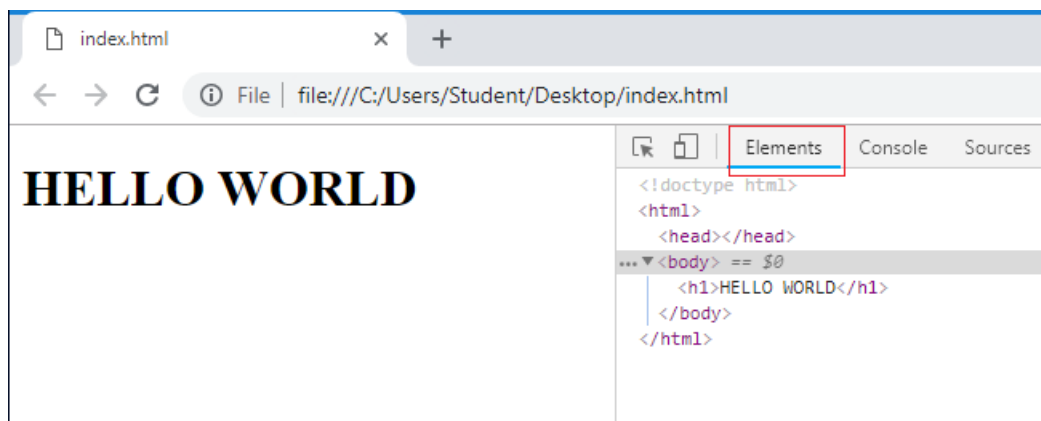 index.html
File | file:///C:/Users/Student/Desktop/index.html
HELLO WORLD
Elements Console Sources
<!doctype html>
<html>
<head></head>
... ▼<body> == $0
<h1>HELLO WORLD</h1>
</body>
</html>